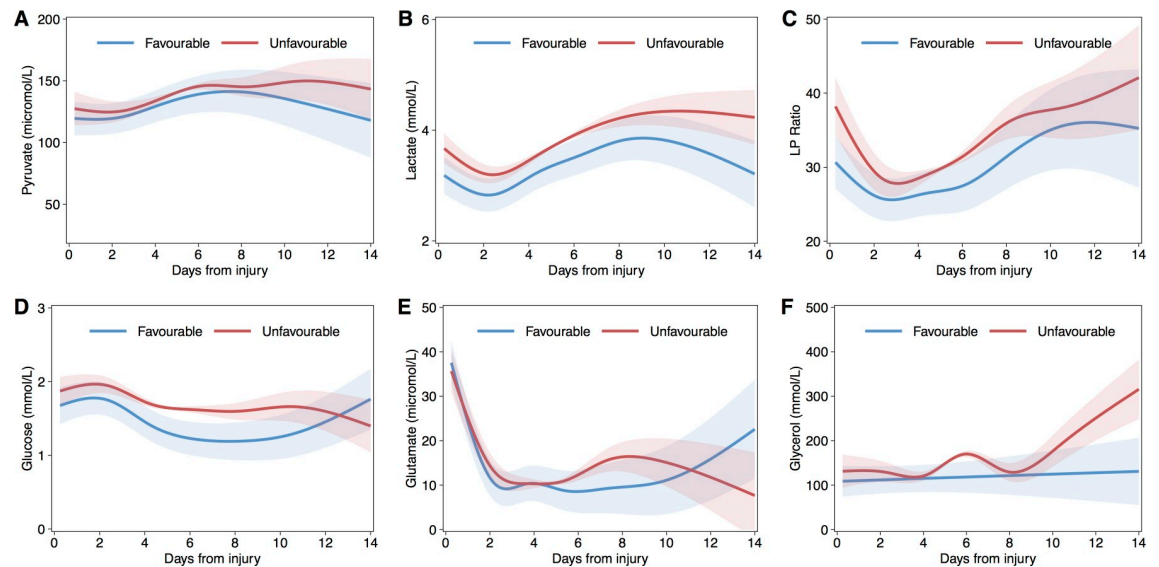 A
Pyruvate (micromol/L)
200
150
100
50
Favourable Unfavourable
0 2 4 6 8 10 12 14
Days from injury
B
Lactate (mmol/L)
6
4
2
Favourable Unfavourable
0 2 4 6 8 10 12 14
Days from injury
C
LP Ratio
50
40
30
20
Favourable Unfavourable
0 2 4 6 8 10 12 14
Days from injury
D
Glucose (mmol/L)
3
2
1
0
Favourable Unfavourable
0 2 4 6 8 10 12 14
Days from injury
E
Glutamate (micromol/L)
50
40
30
20
10
0
Favourable Unfavourable
0 2 4 6 8 10 12 14
Days from injury
F
Glycerol (mmol/L)
500
400
300
200
100
0
Favourable Unfavourable
0 2 4 6 8 10 12 14
Days from injury